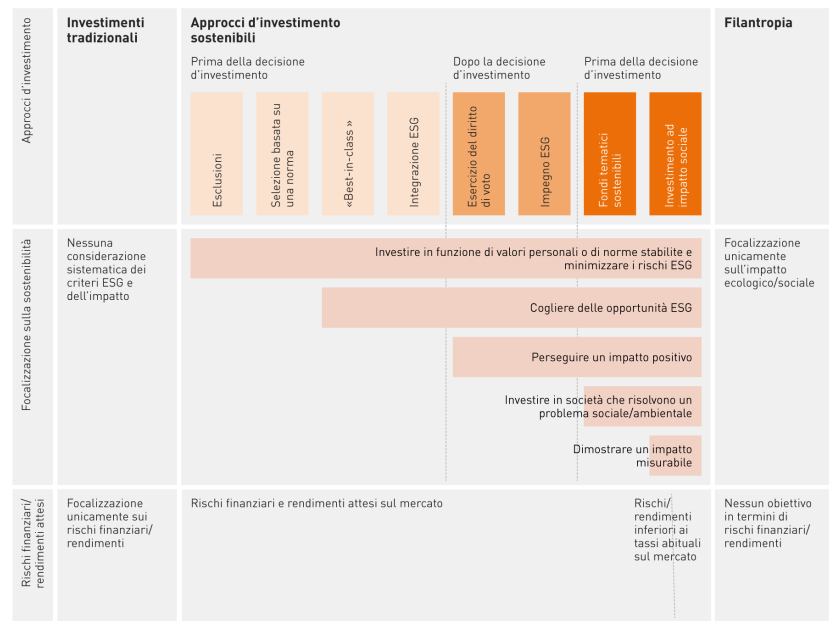 Approcci d’investimento
Investimenti
tradizionali
Approcci d’investimento
sostenibili
Filantropia
Prima della decisione
d’investimento
Dopo la decisione
d’investimento
Prima della decisione
d’investimento
Esclusioni
Selezione basata su
una norma
«Best-in-class »
Integrazione ESG
Esercizio del diritto
di voto
Impegno ESG
Fondi tematici
sostenibili
Investimento ad
impatto sociale
Focalizzazione sulla sostenibilità
Nessuna
considerazione
sistematica dei
criteri ESG e
dell’impatto
Investire in funzione di valori personali o di norme stabilite e
minimizzare i rischi ESG
Cogliere delle opportunità ESG
Perseguire un impatto positivo
Investire in società che risolvono un
problema sociale/ambientale
Dimostrare un impatto
misurabile
Focalizzazione
unicamente
sull’impatto
ecologico/sociale
Rischi finanziari/
rendimenti attesi
Focalizzazione
unicamente sui
rischi finanziari/
rendimenti
Rischi finanziari e rendimenti attesi sul mercato
Rischi/
rendimenti
inferiori ai
tassi abituali
sul mercato
Nessun obiettivo
in termini di
rischi finanziari/
rendimenti